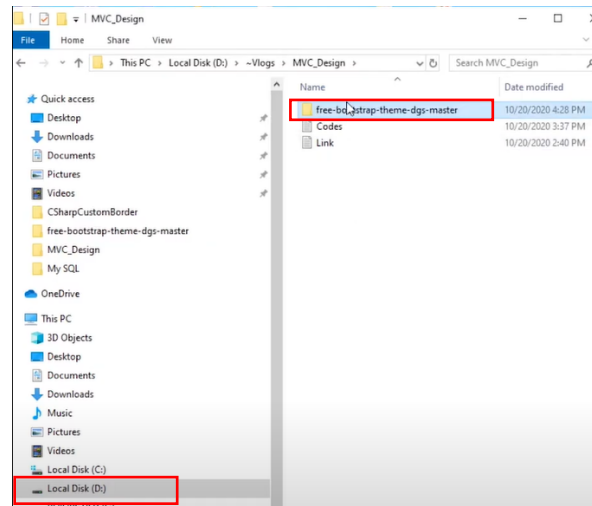 MVC_Design
File Home Share View
This PC > Local Disk (D:) > ~Vlogs > MVC_Design >
Search MVC_Design
Name Date modified
Quick access
Desktop
Downloads
Documents
Pictures
Videos
CSharpCustomBorder
free-bootstrap-theme-dgs-master
MVC_Design
My SQL
OneDrive
This PC
3D Objects
Desktop
Documents
Downloads
Music
Pictures
Videos
Local Disk (C:)
Local Disk (D:)
free-bootstrap-theme-dgs-master 10/20/2020 4:28 PM
Codes 10/20/2020 3:37 PM
Link 10/20/2020 2:40 PM